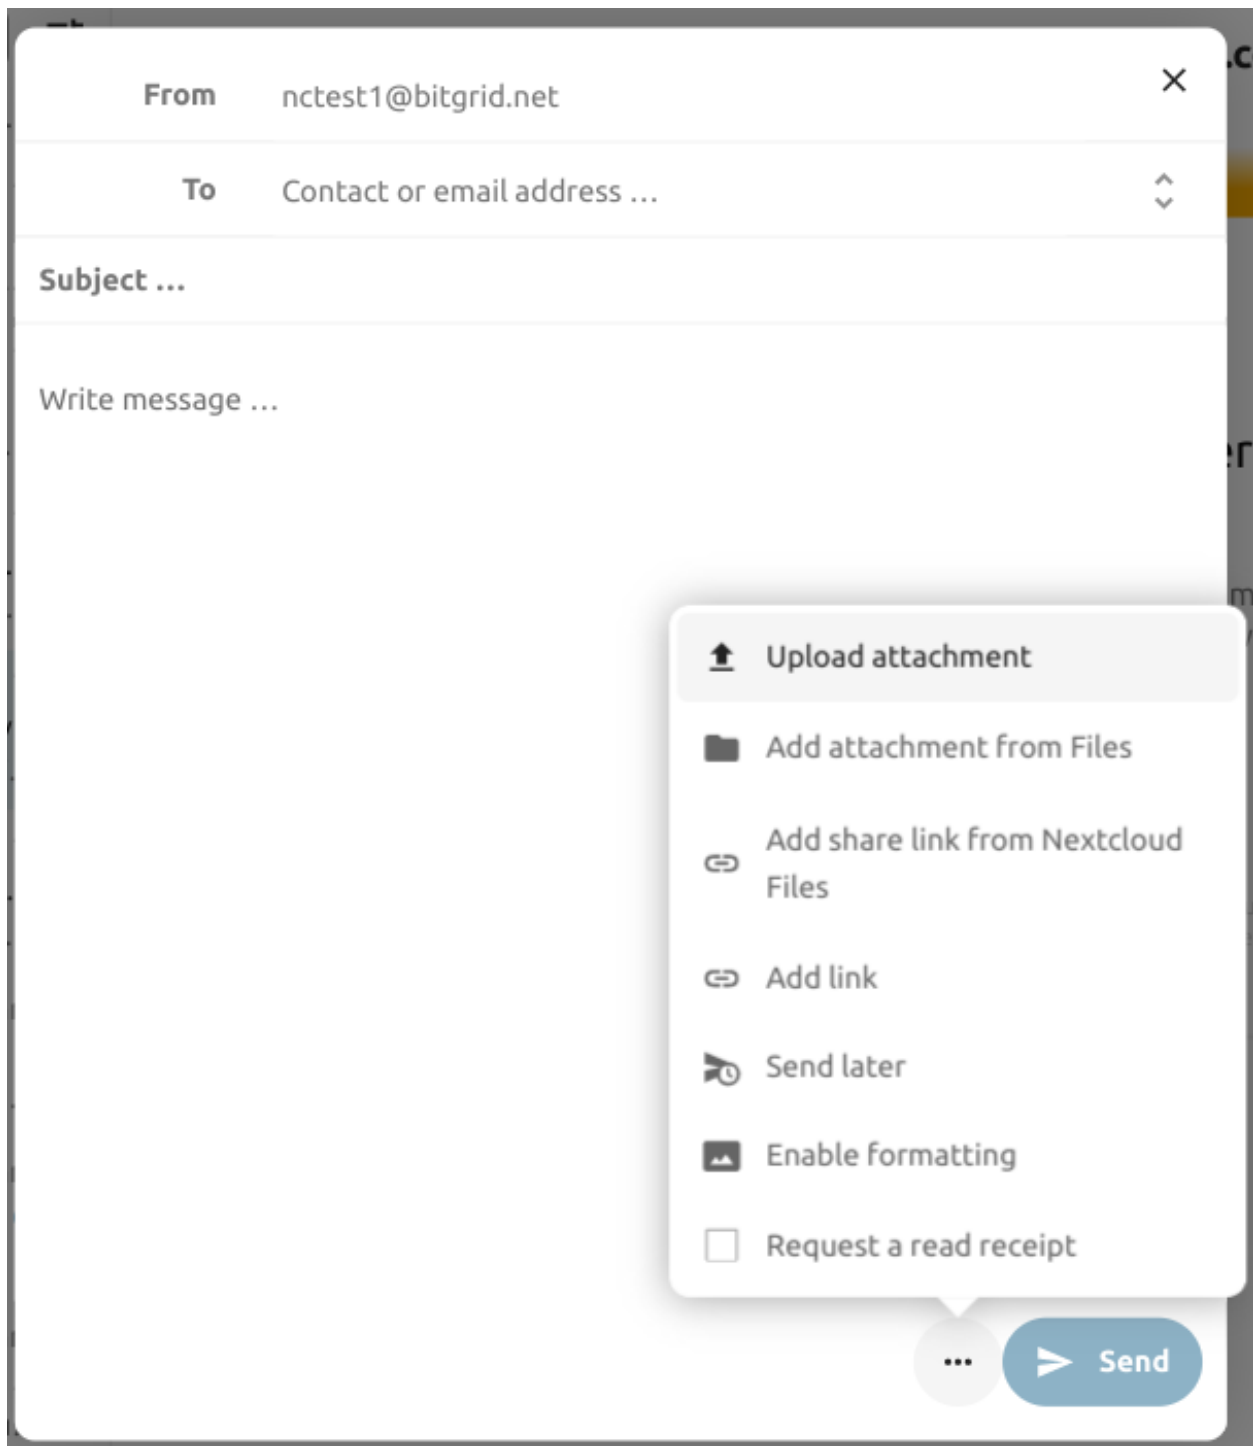 From nctest1@bitgrid.net
To Contact or email address …
Subject …
Write message …
Upload attachment
Add attachment from Files
Add share link from Nextcloud
Files
Add link
Send later
Enable formatting
Request a read receipt
Send